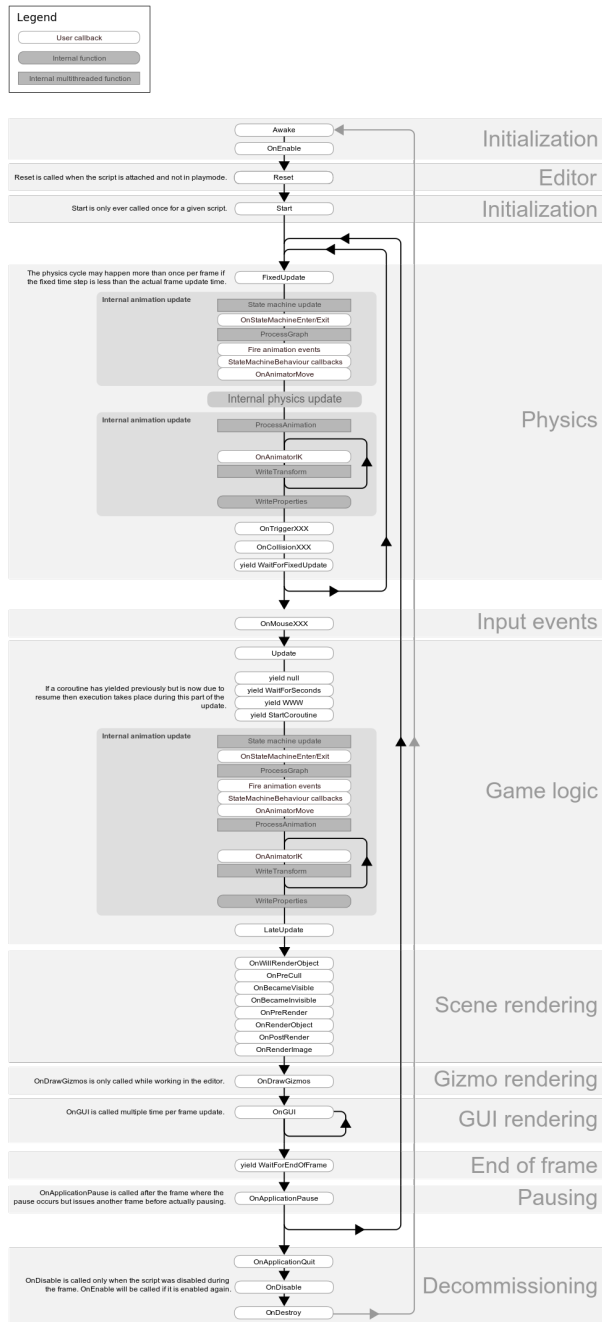 Legend
User callback
Internal function
Internal multithreaded function
Awake
Initialization
OnEnable
Reset is called when the script is attached and not in playmode.
Reset
Editor
Start is only ever called once for a given script.
Start
Initialization
The physics cycle may happen more than once per frame if
the fixed time step is less than the actual frame update time.
FixedUpdate
Internal animation update
State machine update
OnStateMachineEnter/Exit
ProcessGraph
Fire animation events
StateMachineBehaviour callbacks
OnAnimatorMove
Internal physics update
Physics
Internal animation update
ProcessAnimation
OnAnimatorIK
WriteTransform
WriteProperties
OnTriggerXXX
OnCollisionXXX
yield WaitForFixedUpdate
OnMouseXXX
Input events
Update
yield null
If a coroutine has yielded previously but is now due to
resume then execution takes place during this part of the
update.
yield WaitForSeconds
yield WWW
yield StartCoroutine
Internal animation update
State machine update
OnStateMachineEnter/Exit
ProcessGraph
Fire animation events
StateMachineBehaviour callbacks
OnAnimatorMove
ProcessAnimation
Game logic
OnAnimatorIK
WriteTransform
WriteProperties
LateUpdate
OnWillRenderObject
OnPreCull
OnBecameVisible
OnBecameInvisible
OnPreRender
OnRenderObject
OnPostRender
OnRenderImage
Scene rendering
OnDrawGizmos is only called while working in the editor.
OnDrawGizmos
Gizmo rendering
OnGUI is called multiple time per frame update.
OnGUI
GUI rendering
yield WaitForEndOfFrame
End of frame
OnApplicationPause is called after the frame where the
pause occurs but issues another frame before actually pausing.
OnApplicationPause
Pausing
OnApplicationQuit
OnDisable is called only when the script was disabled during
the frame. OnEnable will be called if it is enabled again.
OnDisable
Decommissioning
OnDestroy